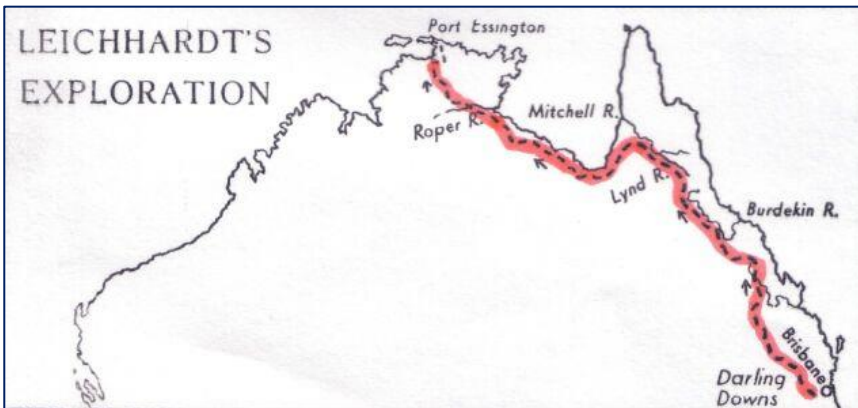 LEICHHARDT'S
EXPLORATION
Port Essington
Roper R.
Mitchell R.
Lynd R.
Burdekin R.
Brisbane
Darling
Downs